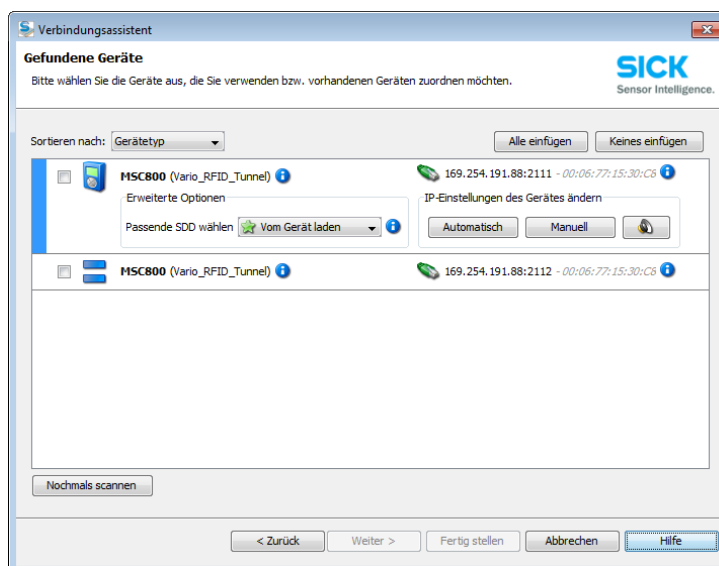 Verbindungsassistent
Gefundene Geräte
Bitte wählen Sie die Geräte aus, die Sie verwenden bzw. vorhandenen Geräten zuordnen möchten.
SICK
Sensor Intelligence.
Sortieren nach: Gerätetyp Alle einfügen Keines einfügen
MSC800 (Vario_RFID_Tunnel) 169.254.191.88:2111 - 00:06:77:15:30:C8
Erweiterte Optionen IP-Einstellungen des Gerätes ändern
Passende SDD wählen Vom Gerät laden Automatisch Manuell
MSC800 (Vario_RFID_Tunnel) 169.254.191.88:2112 - 00:06:77:15:30:C8
Nochmals scannen
< Zurück Weiter > Fertig stellen Abbrechen Hilfe